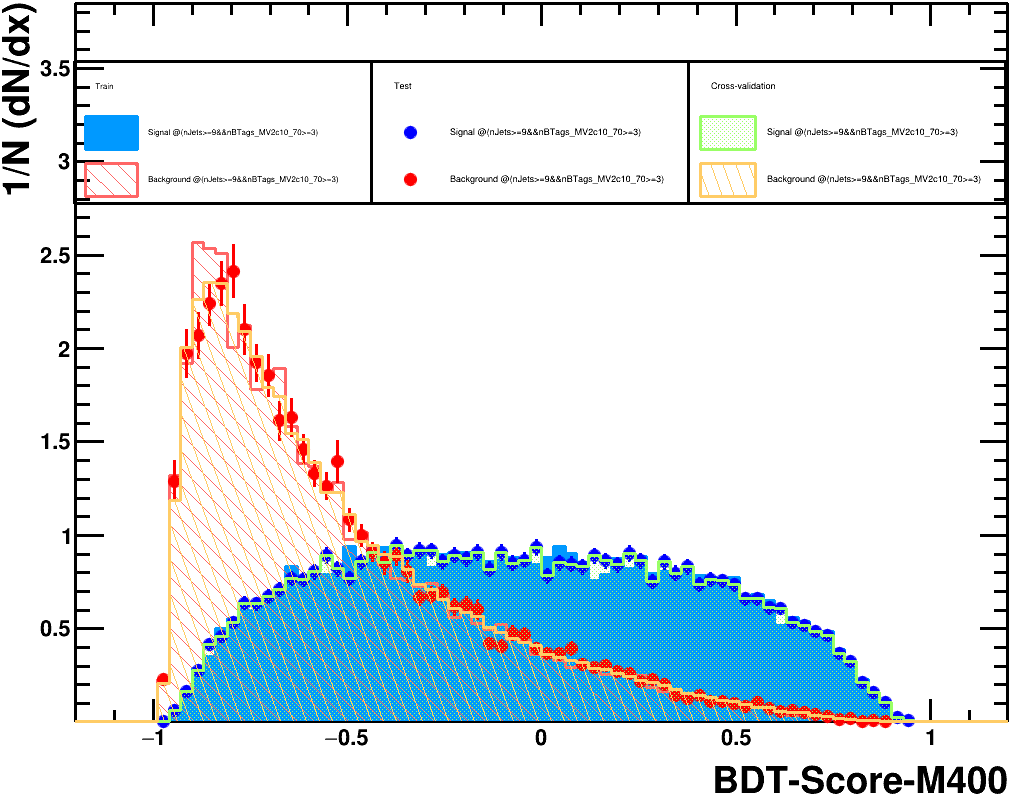 1/N (dN/dx)
3.5
3
2.5
2
1.5
1
0.5
Train
Test
Cross-validation
Signal @(nJets>=9&&nBTags_MV2c10_70>=3)
Signal @(nJets>=9&&nBTags_MV2c10_70>=3)
Signal @(nJets>=9&&nBTags_MV2c10_70>=3)
Background @(nJets>=9&&nBTags_MV2c10_70>=3)
Background @(nJets>=9&&nBTags_MV2c10_70>=3)
Background @(nJets>=9&&nBTags_MV2c10_70>=3)
−1 −0.5 0 0.5 1
BDT-Score-M400